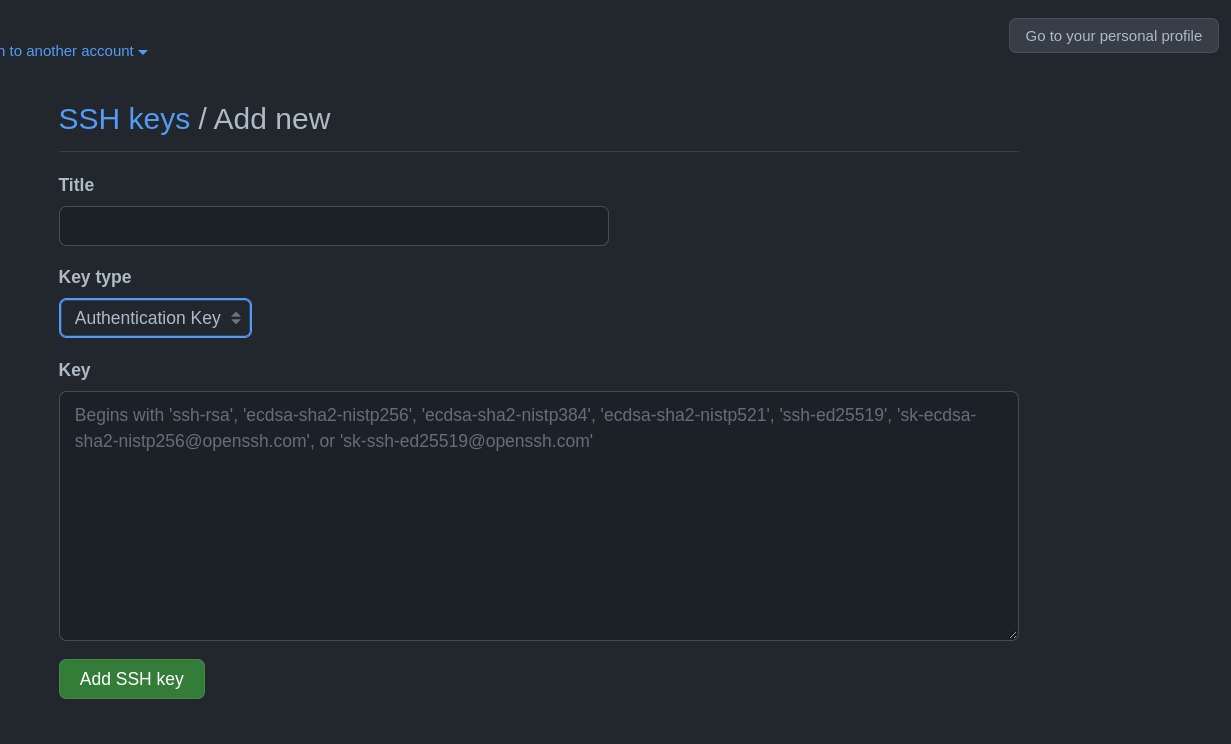 to another account
Go to your personal profile
SSH keys / Add new
Title
Key type
Authentication Key
Key
Begins with 'ssh-rsa', 'ecdsa-sha2-nistp256', 'ecdsa-sha2-nistp384', 'ecdsa-sha2-nistp521', 'ssh-ed25519', 'sk-ecdsa-
sha2-nistp256@openssh.com', or 'sk-ssh-ed25519@openssh.com'
Add SSH key